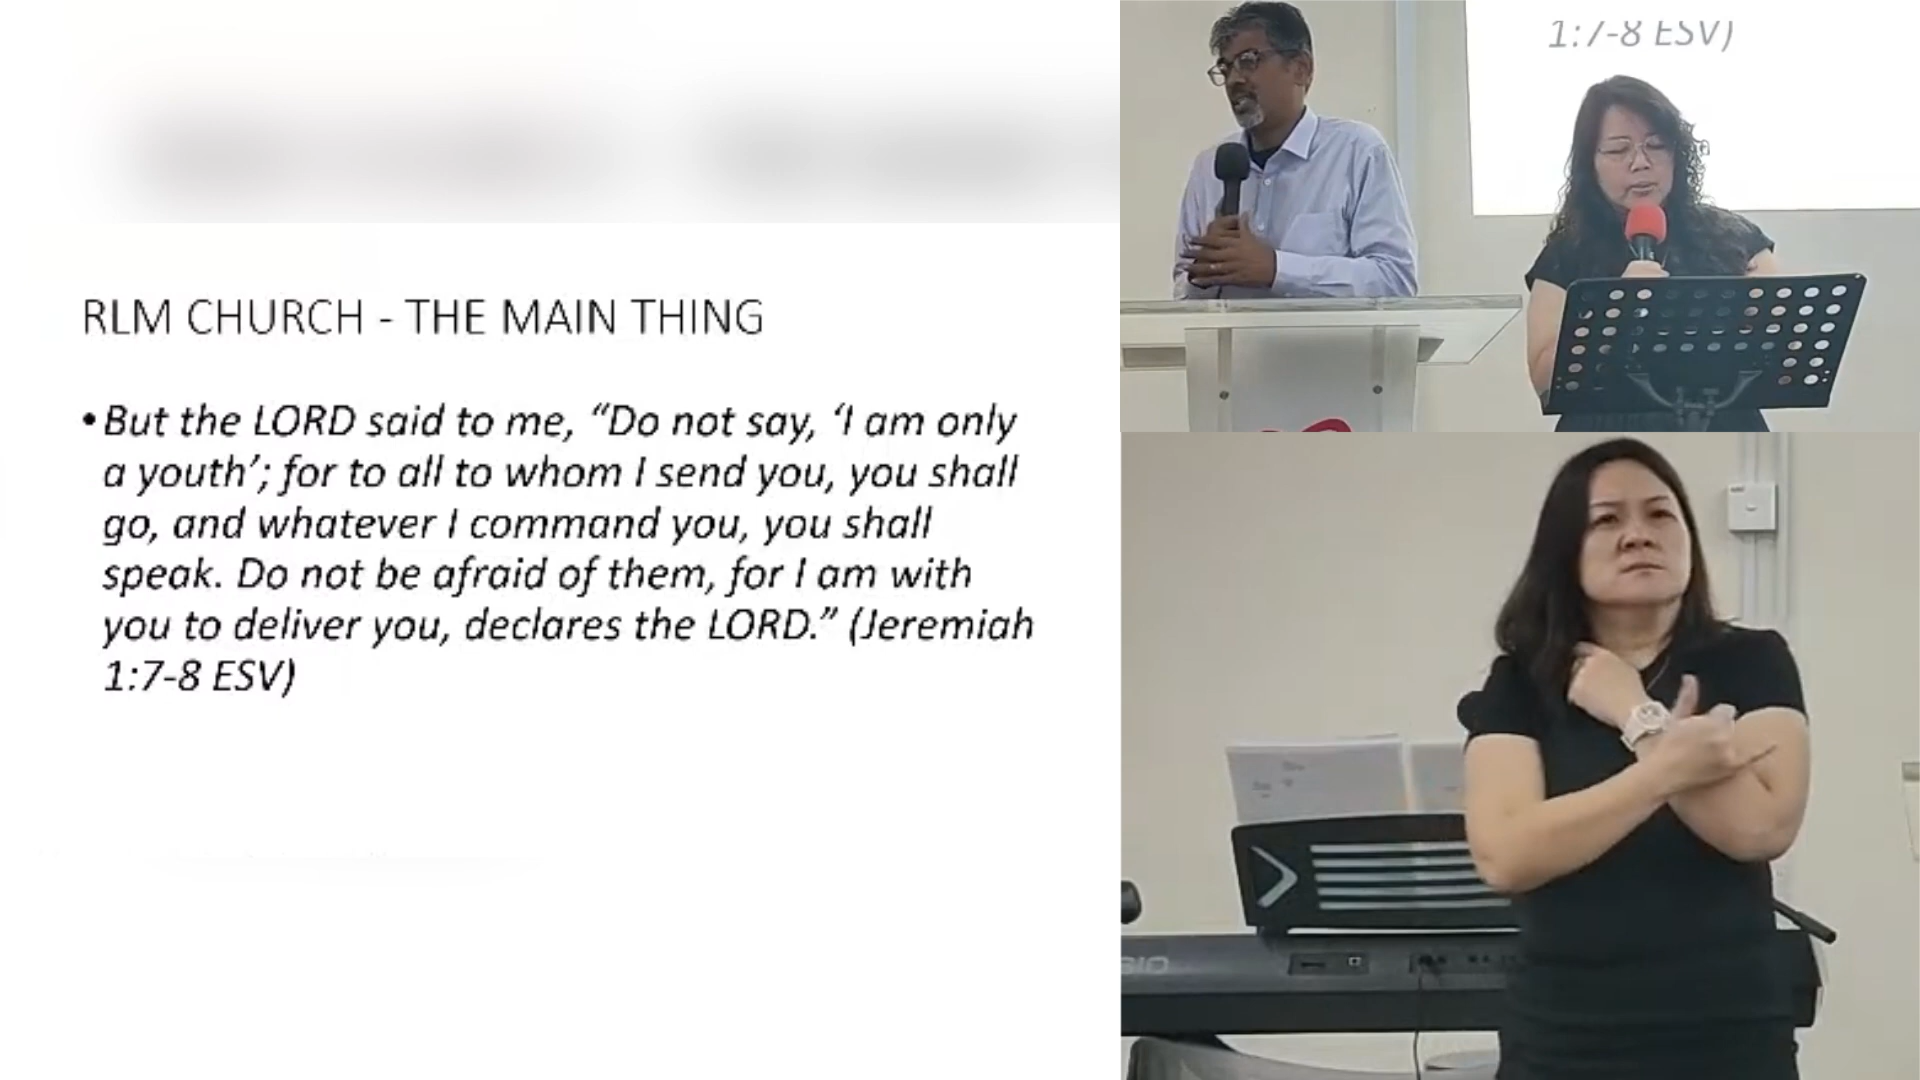 RLM CHURCH - THE MAIN THING
• But the LORD said to me, “Do not say, ‘I am only
a youth’; for to all to whom I send you, you shall
go, and whatever I command you, you shall
speak. Do not be afraid of them, for I am with
you to deliver you, declares the LORD.” (Jeremiah
1:7-8 ESV)
1:7-8 ESV)